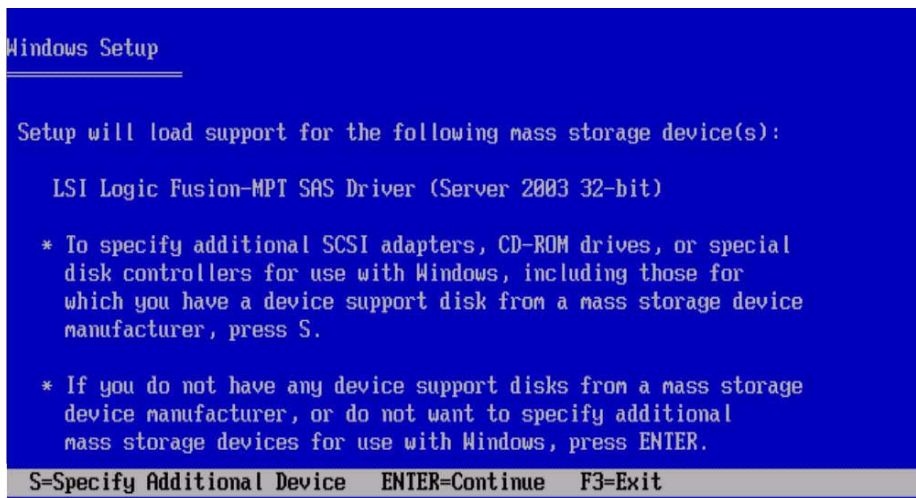 Windows Setup
Setup will load support for the following mass storage device(s):
LSI Logic Fusion-MPT SAS Driver (Server 2003 32-bit)
* To specify additional SCSI adapters, CD-ROM drives, or special
disk controllers for use with Windows, including those for
which you have a device support disk from a mass storage device
manufacturer, press S.
* If you do not have any device support disks from a mass storage
device manufacturer, or do not want to specify additional
mass storage devices for use with Windows, press ENTER.
S=Specify Additional Device ENTER=Continue F3=Exit